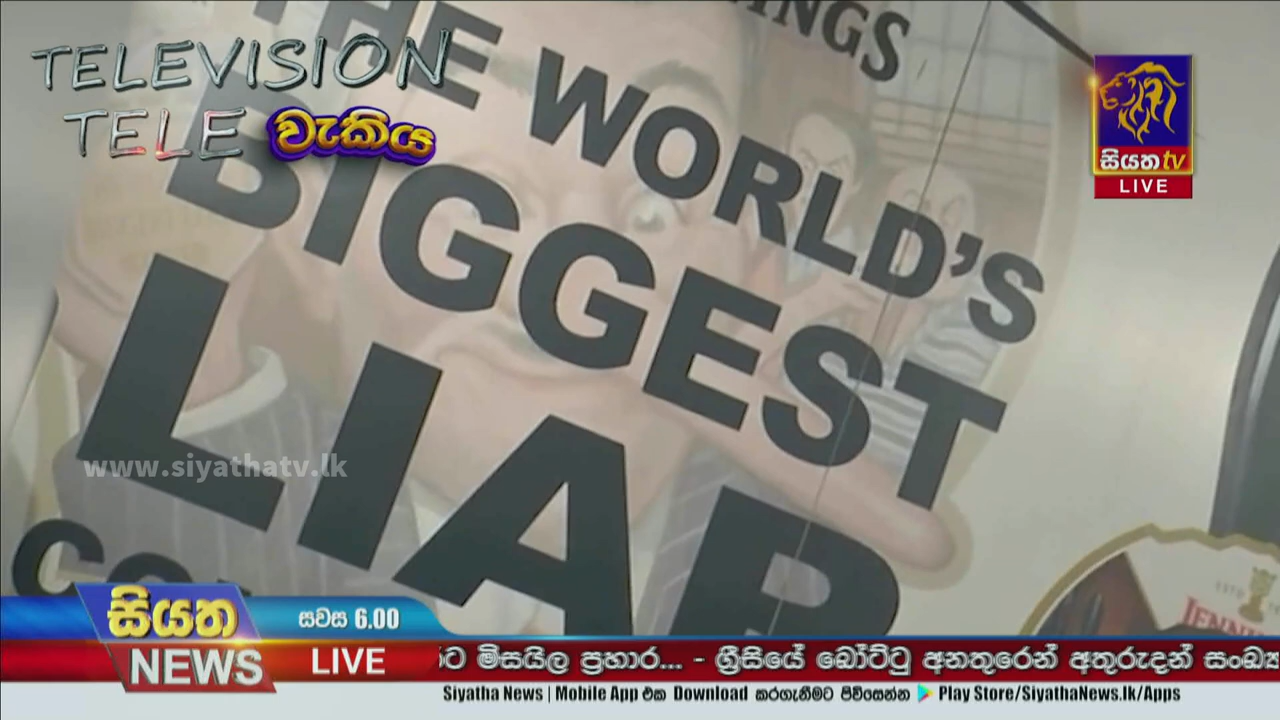 TELEVISION
TELE වැකිය
THE WORLD'S
BIGGEST
LIAR
සියත tv
LIVE
www.siyathatv.lk
සියත
NEWS
සවස 6.00
LIVE
මිසයිල ප්‍රහාර... - ග්‍රීසියේ බෝට්ටු අනතුරෙන් අතුරුදන් සංඛ්‍ය
Siyatha News | Mobile App එක Download කරගැනීමට පිවිසෙන්න Play Store/SiyathaNews.lk/Apps